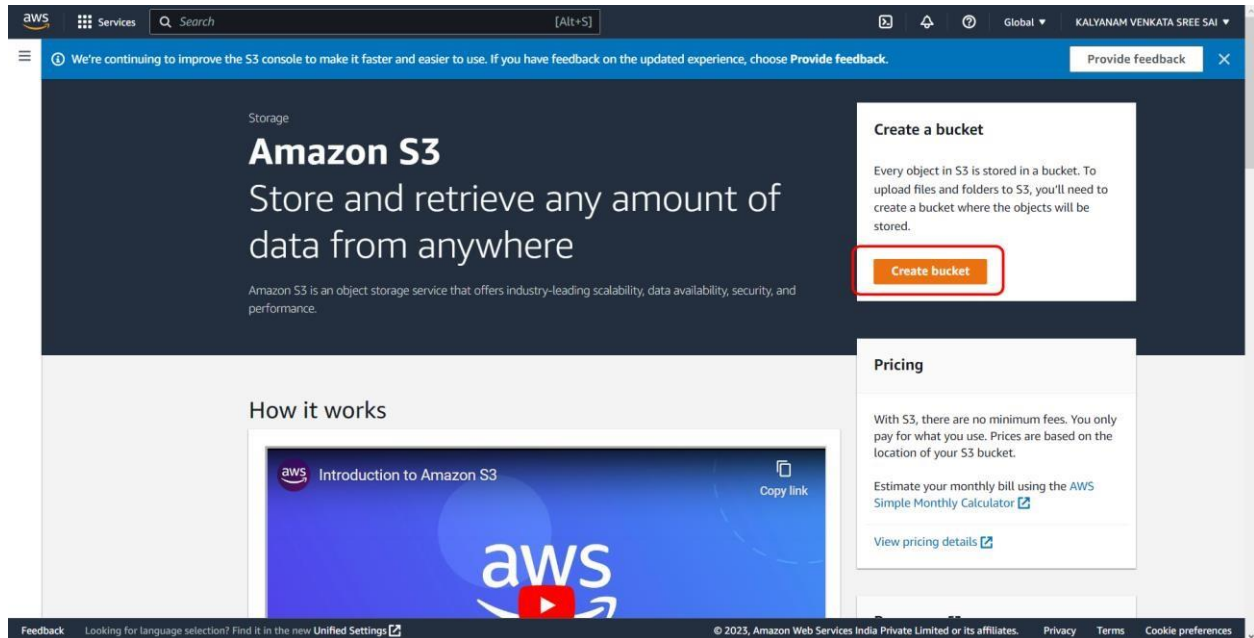 aws
Services
Search
[Alt+S]
Global
KALYANAM VENKATA SREE SAI
We're continuing to improve the S3 console to make it faster and easier to use. If you have feedback on the updated experience, choose Provide feedback.
Provide feedback
Storage
Amazon S3
Store and retrieve any amount of
data from anywhere
Amazon S3 is an object storage service that offers industry-leading scalability, data availability, security, and
performance.
Create a bucket
Every object in S3 is stored in a bucket. To
upload files and folders to S3, you'll need to
create a bucket where the objects will be
stored.
Create bucket
How it works
aws
Introduction to Amazon S3
Copy link
aws
Pricing
With S3, there are no minimum fees. You only
pay for what you use. Prices are based on the
location of your S3 bucket.
Estimate your monthly bill using the AWS
Simple Monthly Calculator
View pricing details
Feedback
Looking for language selection? Find it in the new Unified Settings
© 2023, Amazon Web Services India Private Limited or its affiliates.
Privacy
Terms
Cookie preferences